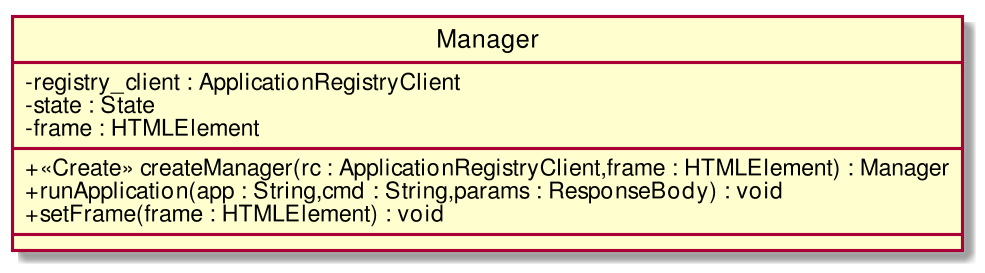 Manager
-registry_client : ApplicationRegistryClient
-state : State
-frame : HTMLElement
+«Create» createManager(rc : ApplicationRegistryClient,frame : HTMLElement) : Manager
+runApplication(app : String,cmd : String,params : ResponseBody) : void
+setFrame(frame : HTMLElement) : void